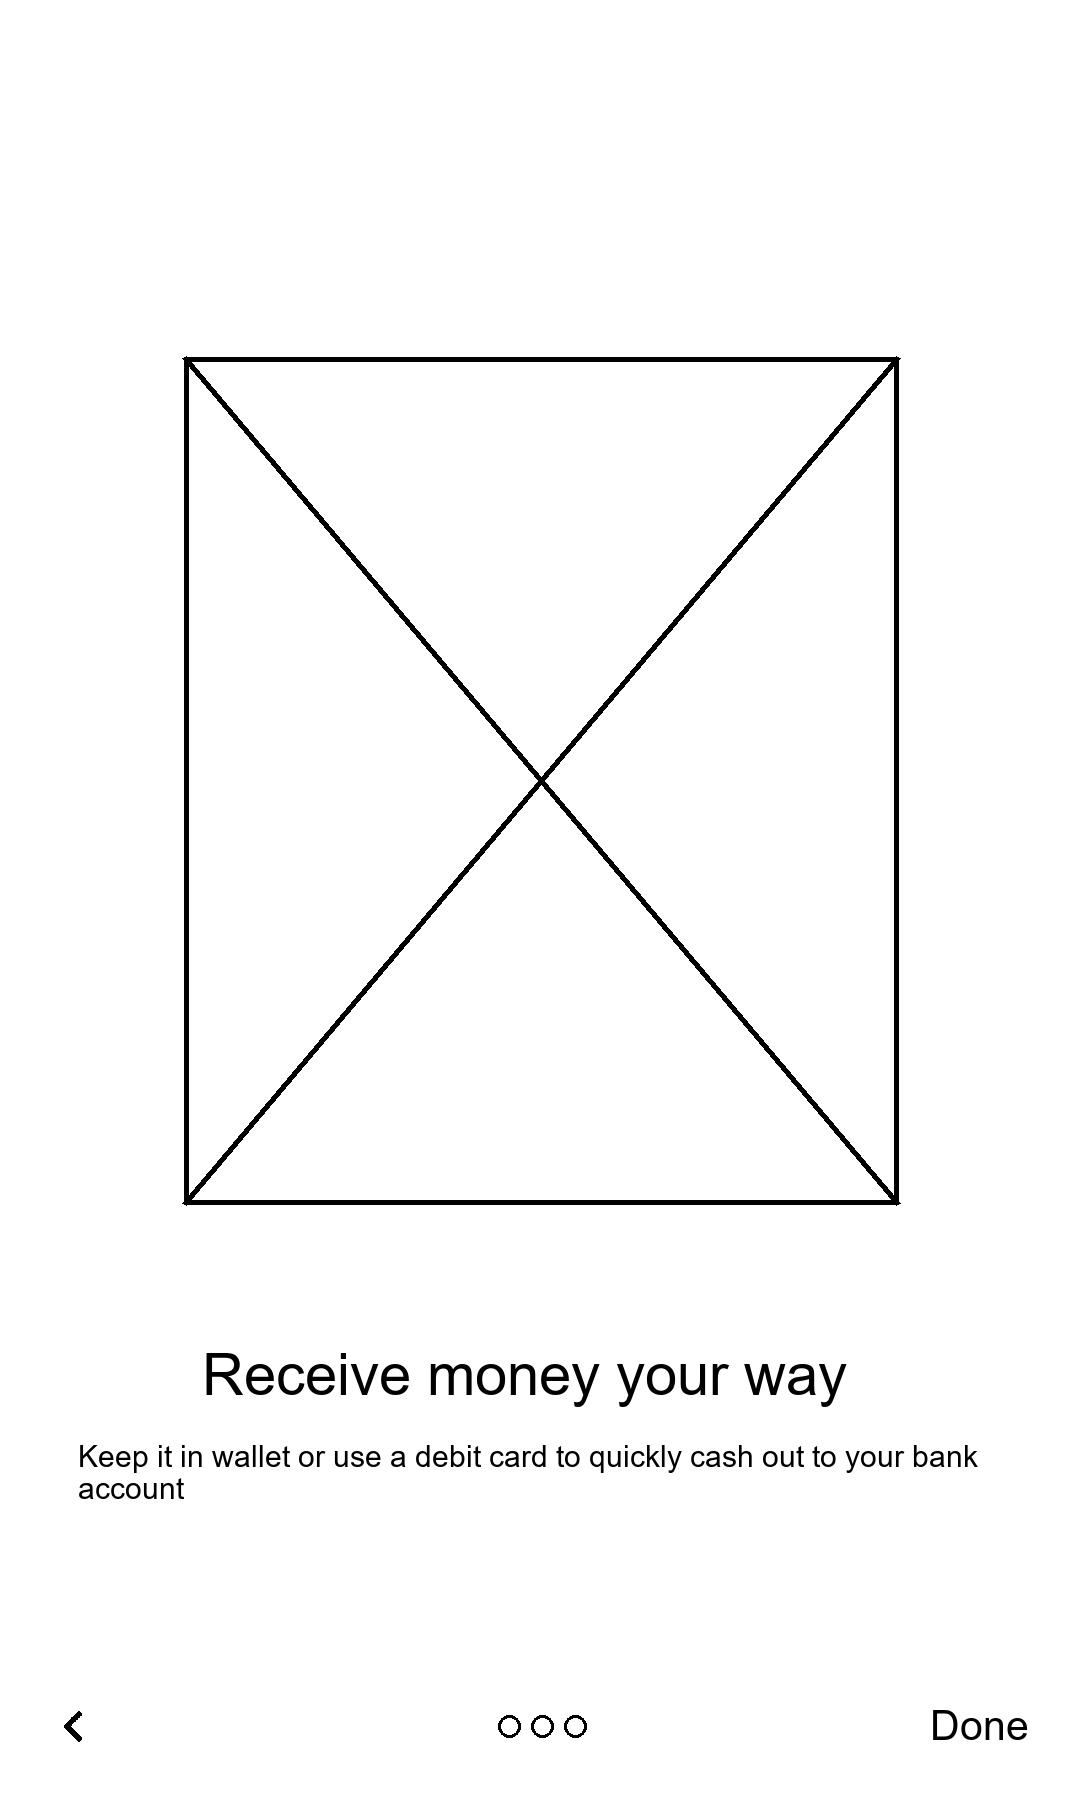 Receive money your way
Keep it in wallet or use a debit card to quickly cash out to your bank
account
Done